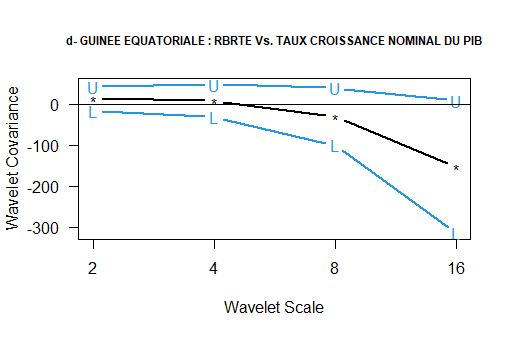 d- GUINEE EQUATORIALE : RBRTE Vs. TAUX CROISSANCE NOMINAL DU PIB
Wavelet Covariance
0
-100
-200
-300
U U U U
* * * *
L L L L
2 4 8 16
Wavelet Scale